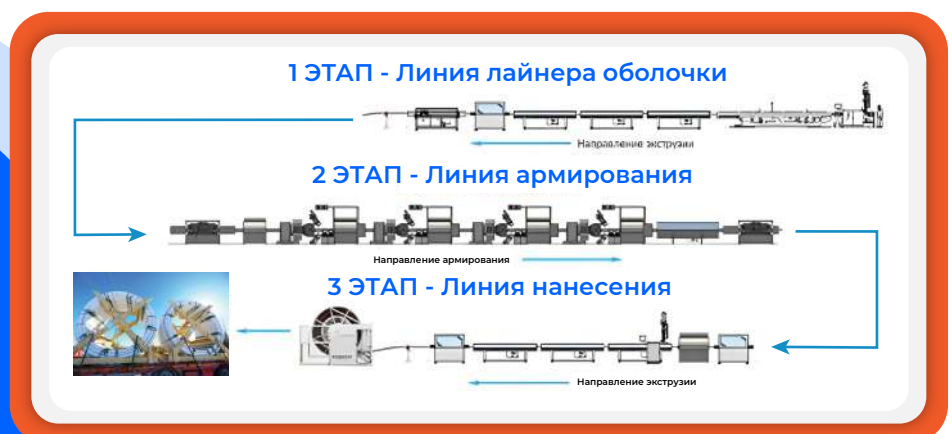 1 ЭТАП - Линия лайнера оболочки
Направление экструзии
2 ЭТАП - Линия армирования
Направление армирования
3 ЭТАП - Линия нанесения
Направление экструзии